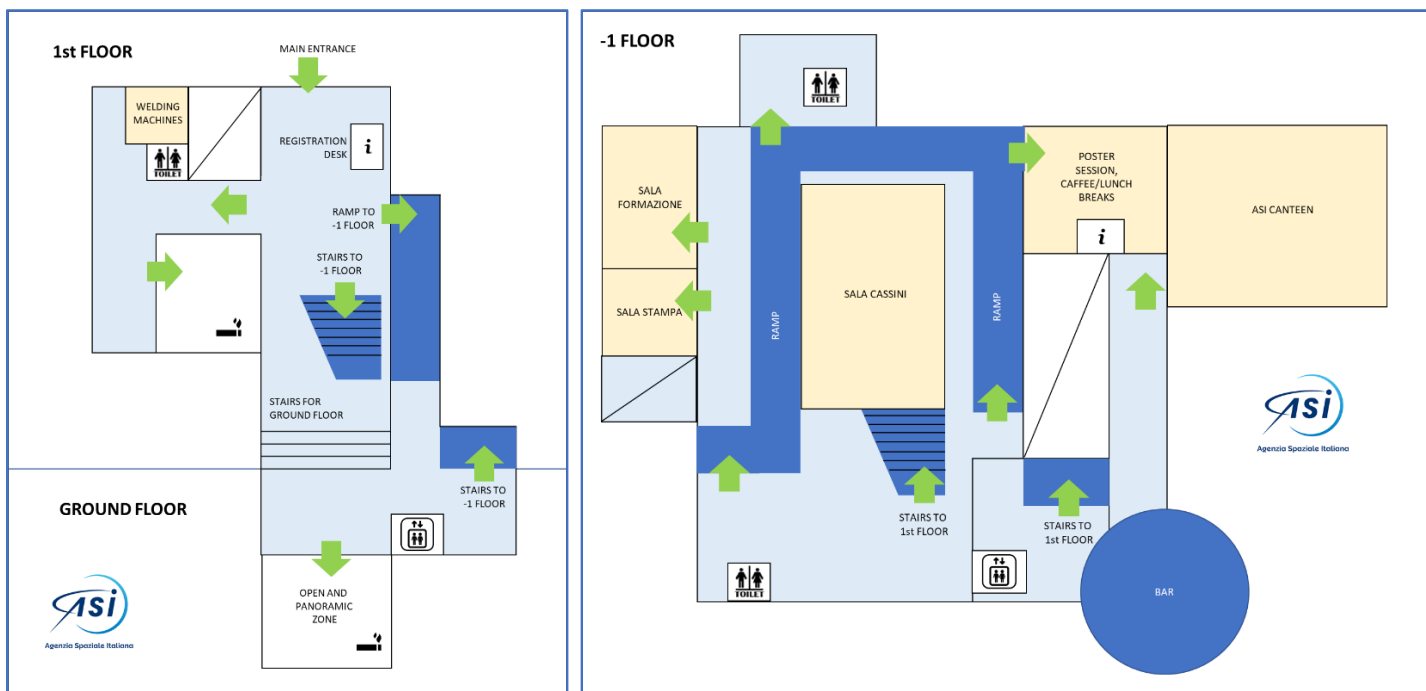 1st FLOOR
MAIN ENTRANCE
WELDING
MACHINES
TOILET
REGISTRATION
DESK
i
RAMP TO
-1 FLOOR
STAIRS TO
-1 FLOOR
STAIRS FOR
GROUND FLOOR
STAIRS TO
-1 FLOOR
GROUND FLOOR
OPEN AND
PANORAMIC
ZONE
ASI
Agenzia Spaziale Italiana
-1 FLOOR
TOILET
SALA
FORMAZIONE
SALA STAMPA
RAMP
SALA CASSINI
RAMP
POSTER
SESSION,
CAFFEE/LUNCH
BREAKS
i
ASI CANTEEN
ASI
Agenzia Spaziale Italiana
STAIRS TO
1st FLOOR
STAIRS TO
1st FLOOR
TOILET
BAR